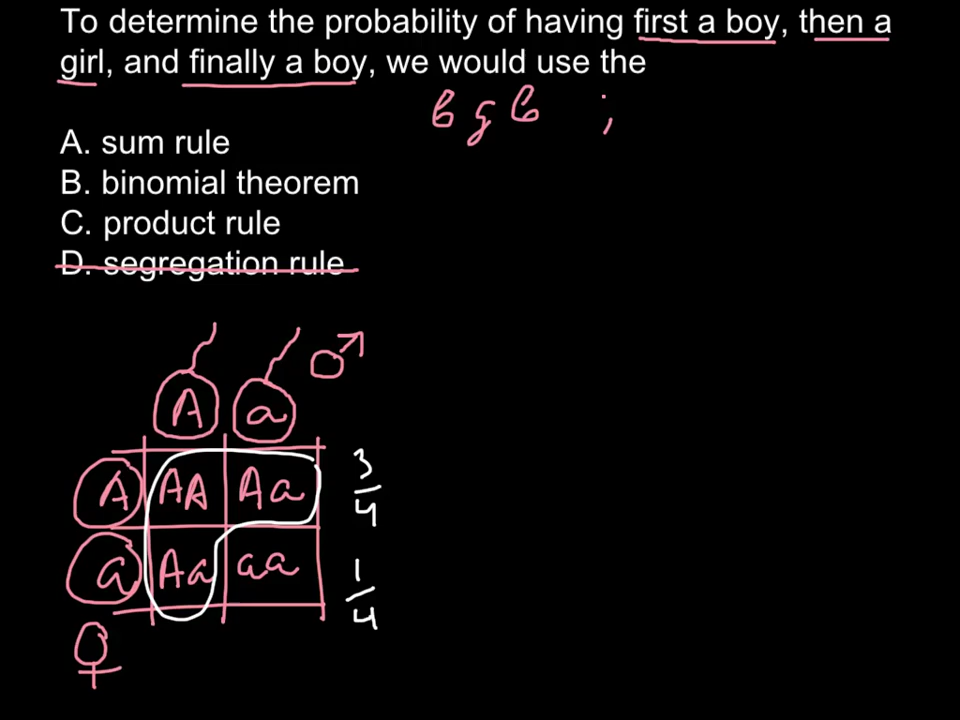 To determine the probability of having first a boy, then a
girl, and finally a boy, we would use the
b g b ;
A. sum rule
B. binomial theorem
C. product rule
D. segregation rule
A a ♂
A AA Aa 3/4
a Aa aa 1/4
♀